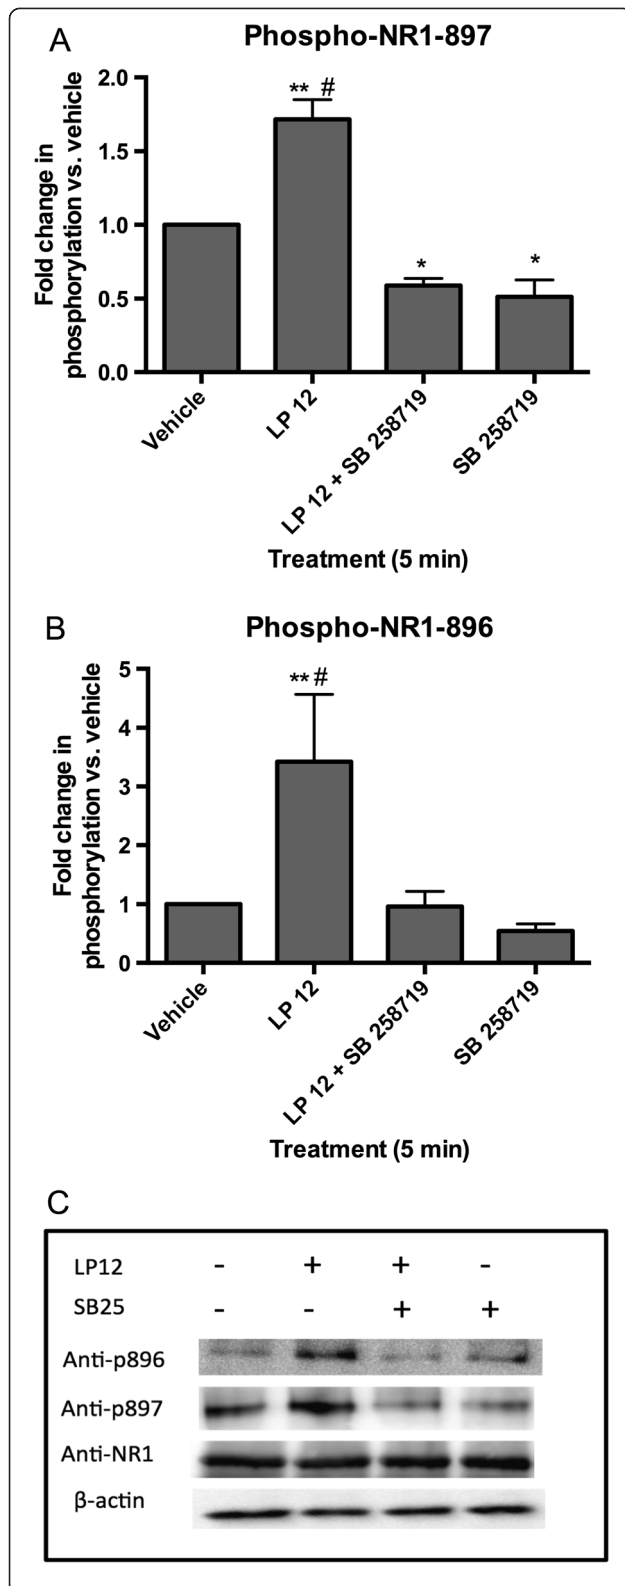 A
Phospho-NR1-897
Fold change in
phosphorylation vs. vehicle
2.0
1.5
1.0
0.5
0.0
** #
*
*
Vehicle
LP 12
LP 12 + SB 258719
SB 258719
Treatment (5 min)
B
Phospho-NR1-896
Fold change in
phosphorylation vs. vehicle
5
4
3
2
1
0
** #
Vehicle
LP 12
LP 12 + SB 258719
SB 258719
Treatment (5 min)
C
LP12 - + + -
SB25 - - + +
Anti-p896
Anti-p897
Anti-NR1
β-actin